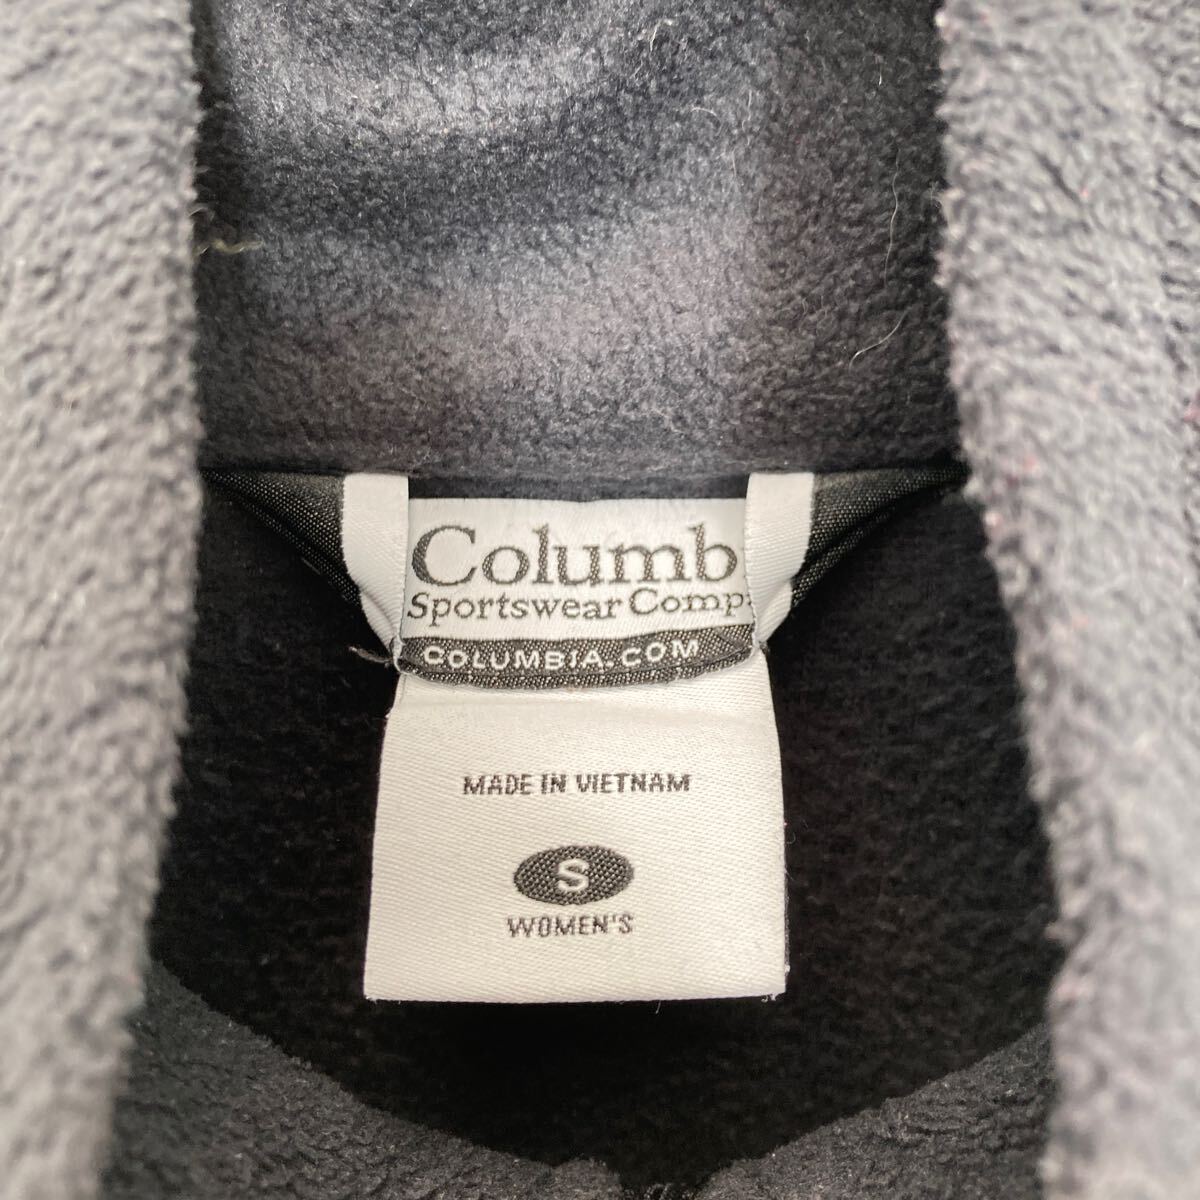 Columb
Sportswear Comp
COLUMBIA.COM
MADE IN VIETNAM
S
WOMEN'S